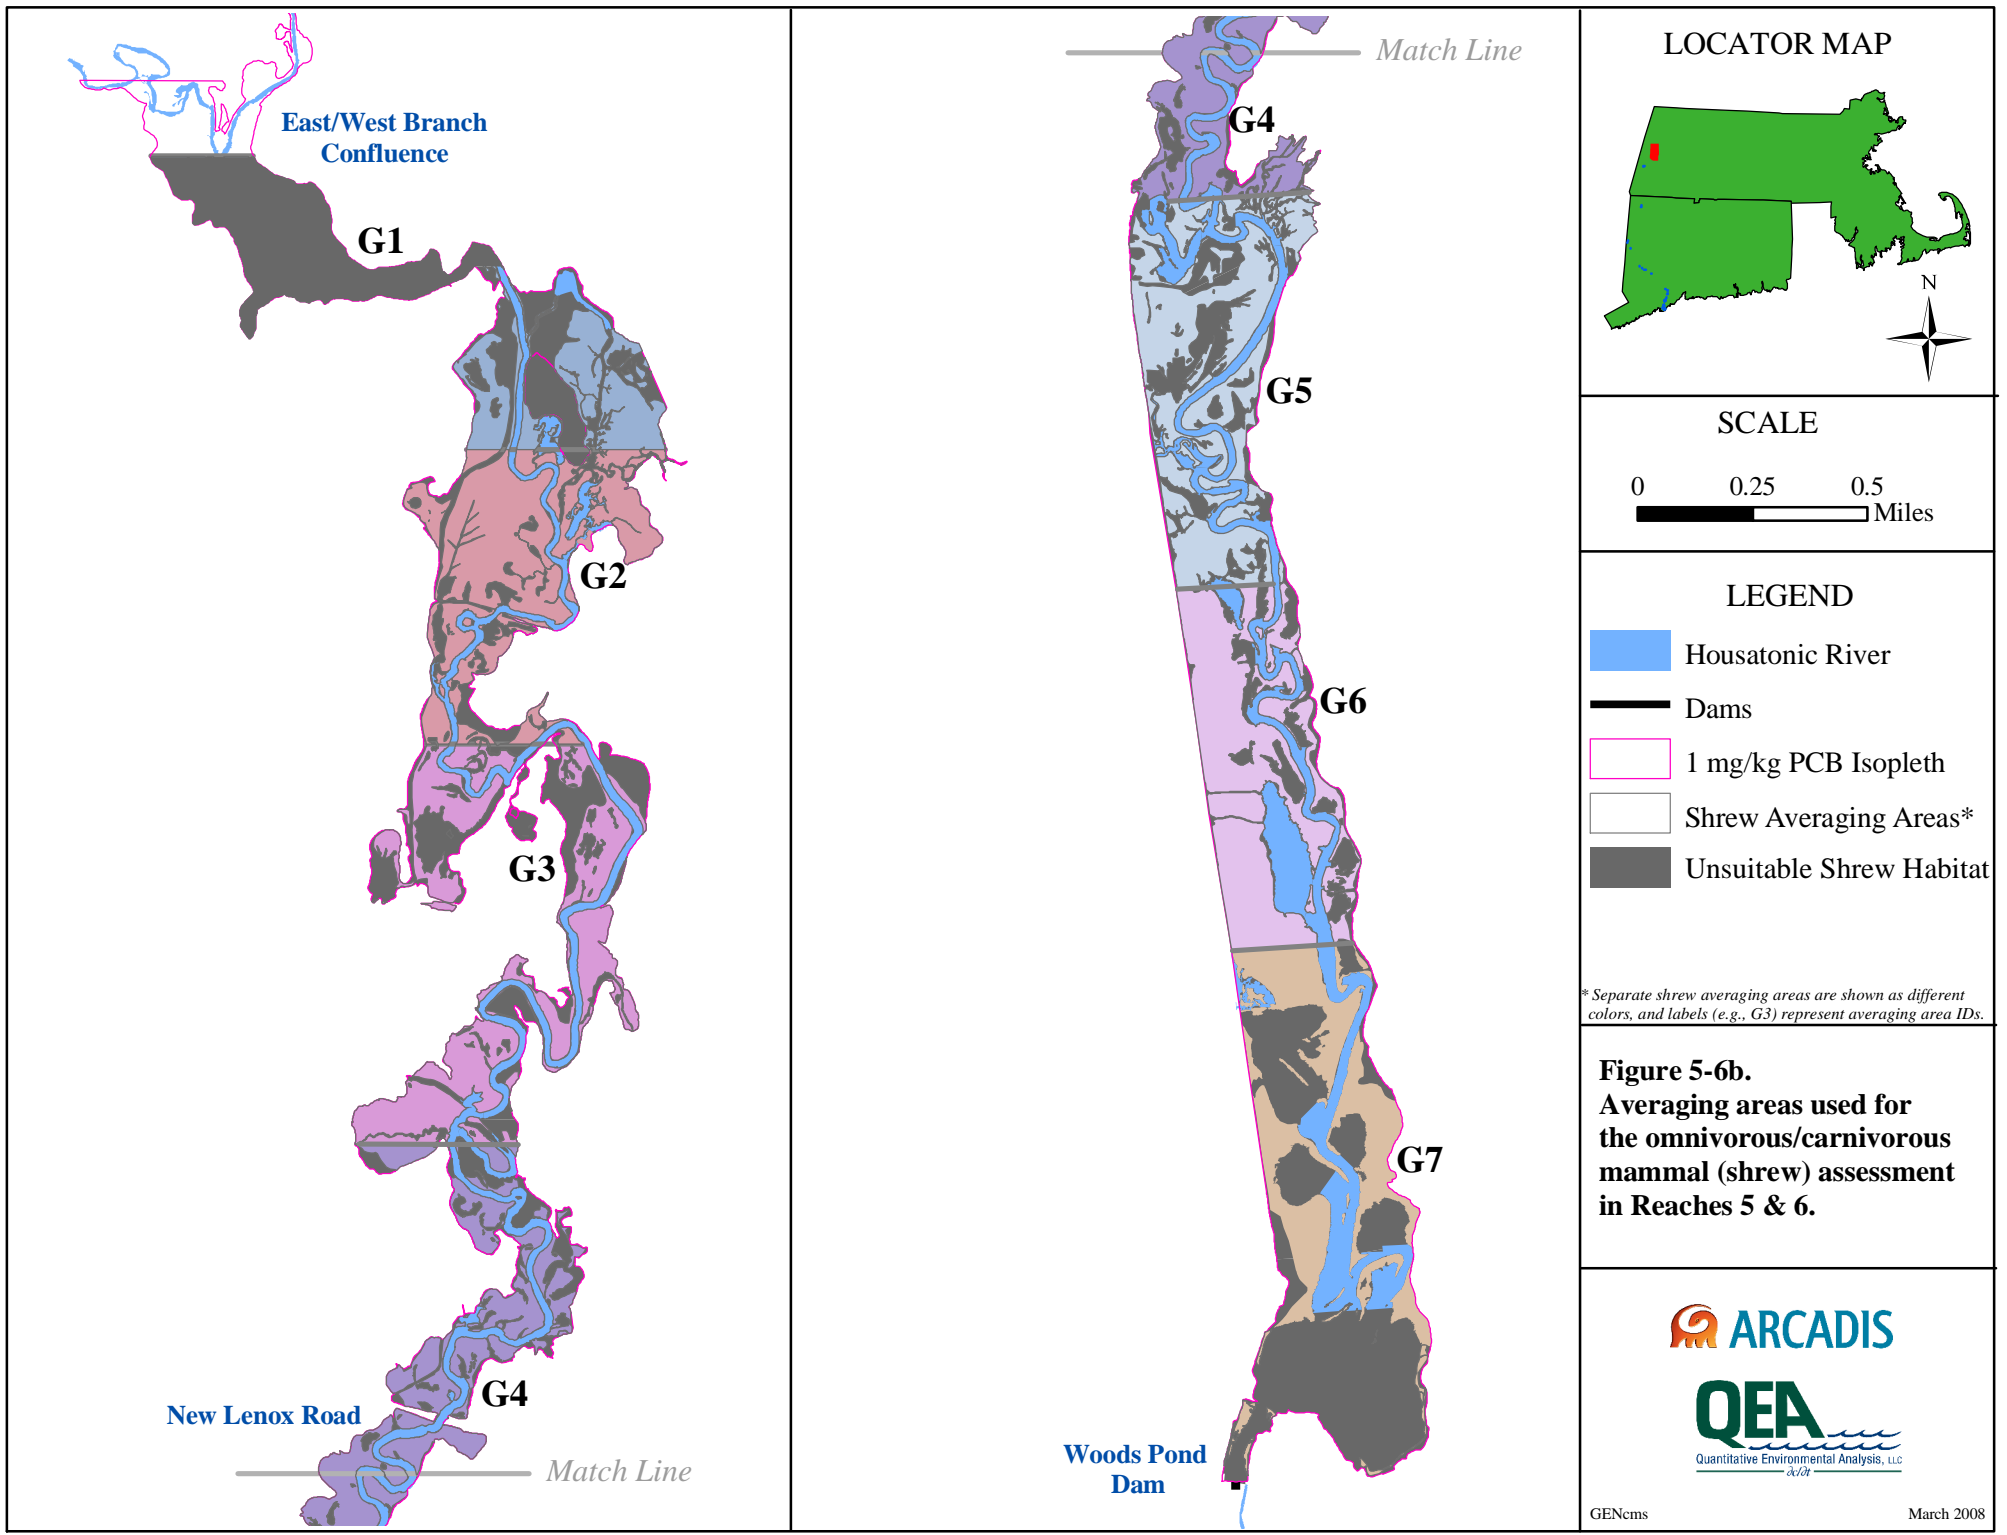 East/West Branch
Confluence
G1
G2
G3
G4
New Lenox Road
Match Line
Match Line
G4
G5
G6
G7
Woods Pond
Dam
LOCATOR MAP
N
SCALE
0 0.25 0.5
Miles
LEGEND
Housatonic River
Dams
1 mg/kg PCB Isopleth
Shrew Averaging Areas*
Unsuitable Shrew Habitat
* Separate shrew averaging areas are shown as different
colors, and labels (e.g., G3) represent averaging area IDs.
Figure 5-6b.
Averaging areas used for
the omnivorous/carnivorous
mammal (shrew) assessment
in Reaches 5 & 6.
ARCADIS
QEA
Quantitative Environmental Analysis, LLC
∂c/∂t
GENcms March 2008